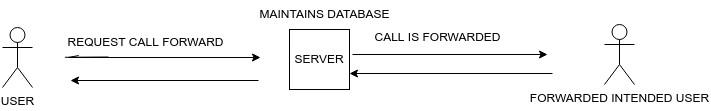 MAINTAINS DATABASE
REQUEST CALL FORWARD
CALL IS FORWARDED
SERVER
USER
FORWARDED INTENDED USER